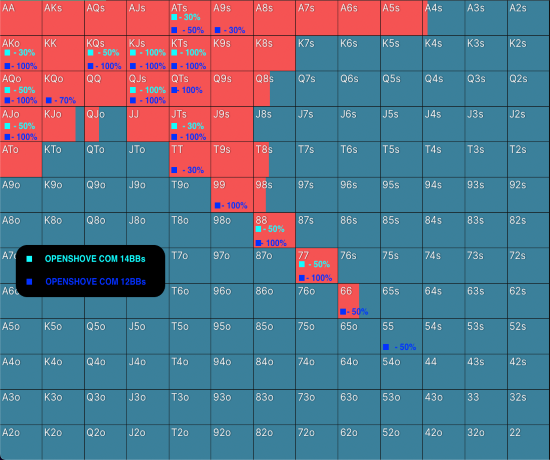 AA AKs AQs AJs ATs A9s A8s A7s A6s A5s A4s A3s A2s
- 30%
- 50% - 30%
AKo KK KQs KJs KTs K9s K8s K7s K6s K5s K4s K3s K2s
- 30% - 50% - 100% - 100%
- 100% - 100% - 100% - 100%
AQo KQo QQ QJs QTs Q9s Q8s Q7s Q6s Q5s Q4s Q3s Q2s
- 50% - 100% - 100%
- 100% - 70% - 100%
AJo KJo QJo JJ JTs J9s J8s J7s J6s J5s J4s J3s J2s
- 50% - 30%
- 100% - 100%
ATo KTo QTo JTo TT T9s T8s T7s T6s T5s T4s T3s T2s
- 30%
A9o K9o Q9o J9o T9o 99 98s 97s 96s 95s 94s 93s 92s
- 100%
A8o K8o Q8o J8o T8o 98o 88 87s 86s 85s 84s 83s 82s
- 50%
- 100%
A7o T7o 97o 87o 77 76s 75s 74s 73s 72s
OPENSHOVE COM 14BBs - 50%
OPENSHOVE COM 12BBs - 100%
A6o T6o 96o 86o 76o 66 65s 64s 63s 62s
- 50%
A5o K5o Q5o J5o T5o 95o 85o 75o 65o 55 54s 53s 52s
- 50%
A4o K4o Q4o J4o T4o 94o 84o 74o 64o 54o 44 43s 42s
A3o K3o Q3o J3o T3o 93o 83o 73o 63o 53o 43o 33 32s
A2o K2o Q2o J2o T2o 92o 82o 72o 62o 52o 42o 32o 22